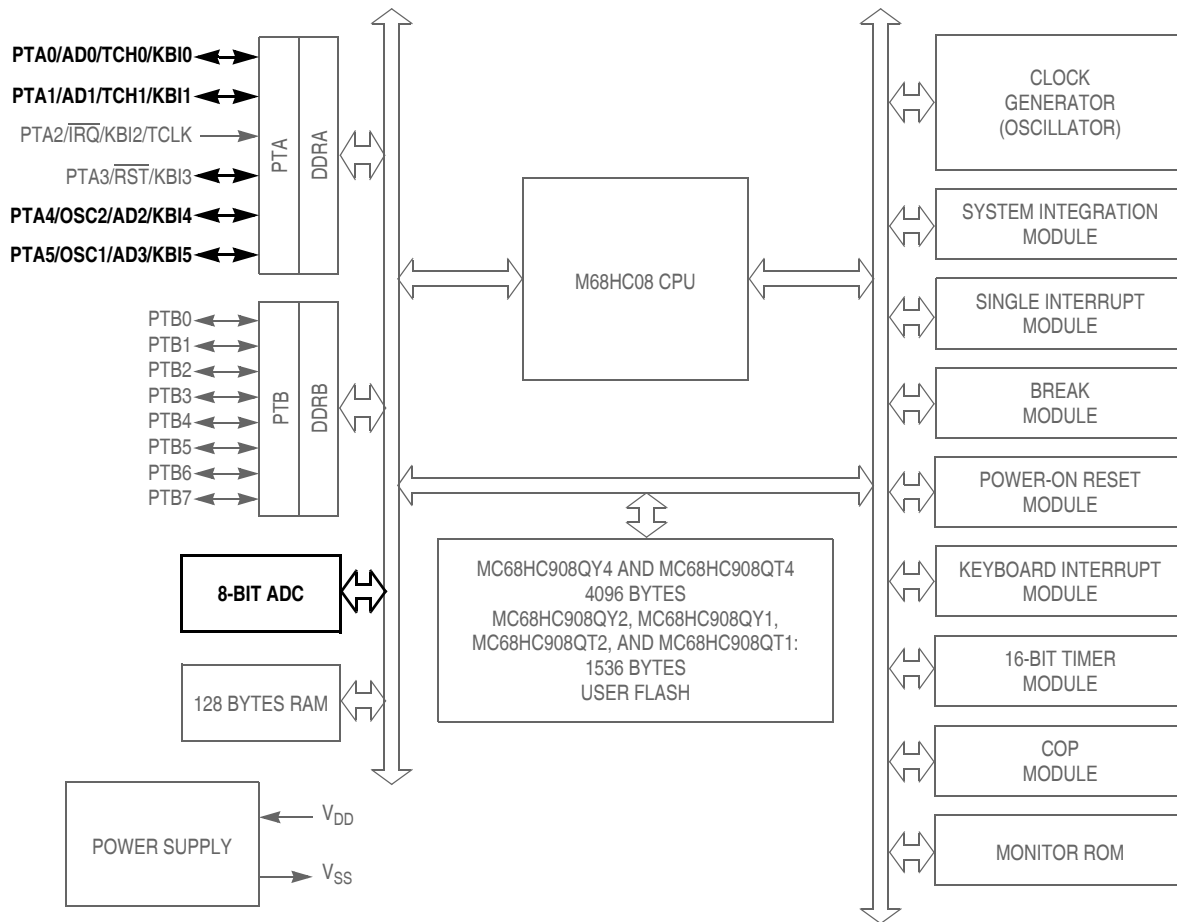 PTA0/AD0/TCH0/KBI0
PTA1/AD1/TCH1/KBI1
PTA2/IRQ/KBI2/TCLK
PTA3/RST/KBI3
PTA4/OSC2/AD2/KBI4
PTA5/OSC1/AD3/KBI5
PTA
DDRA
PTB0
PTB1
PTB2
PTB3
PTB4
PTB5
PTB6
PTB7
PTB
DDRB
8-BIT ADC
128 BYTES RAM
POWER SUPPLY
VDD
VSS
M68HC08 CPU
MC68HC908QY4 AND MC68HC908QT4
4096 BYTES
MC68HC908QY2, MC68HC908QY1,
MC68HC908QT2, AND MC68HC908QT1:
1536 BYTES
USER FLASH
CLOCK
GENERATOR
(OSCILLATOR)
SYSTEM INTEGRATION
MODULE
SINGLE INTERRUPT
MODULE
BREAK
MODULE
POWER-ON RESET
MODULE
KEYBOARD INTERRUPT
MODULE
16-BIT TIMER
MODULE
COP
MODULE
MONITOR ROM